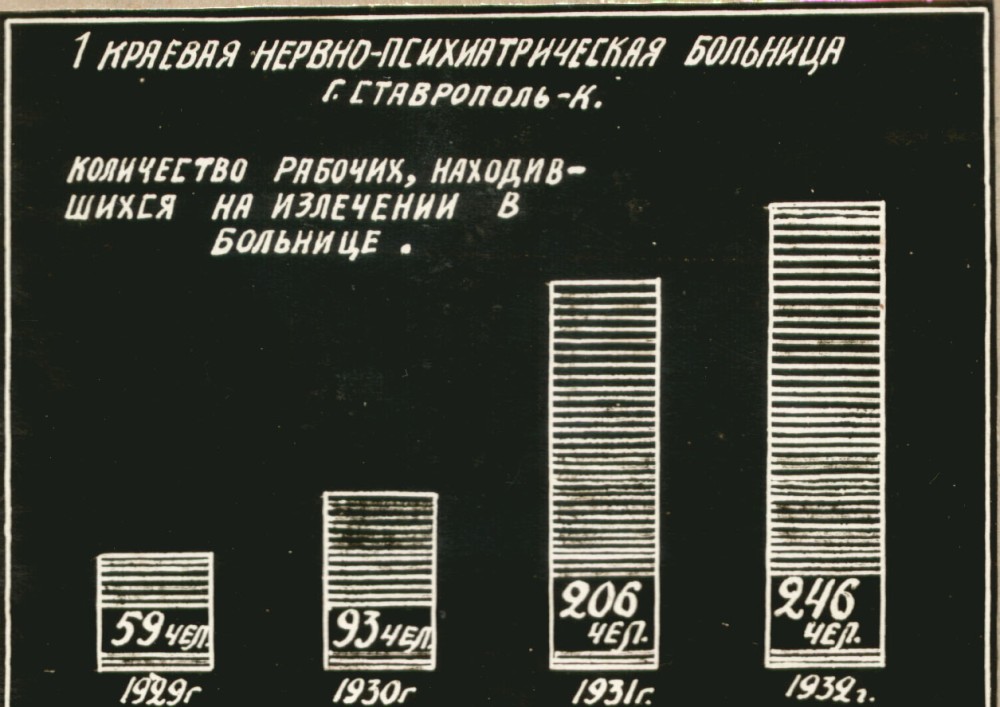 1 КРАЕВАЯ НЕРВНО-ПСИХИАТРИЧЕСКАЯ БОЛЬНИЦА
Г. СТАВРОПОЛЬ-К.
КОЛИЧЕСТВО РАБОЧИХ, НАХОДИВ-
ШИХСЯ НА ИЗЛЕЧЕНИИ В
БОЛЬНИЦЕ.
59 ЧЕЛ.
93 ЧЕЛ.
206
ЧЕЛ.
246
ЧЕЛ.
1929г
1930г
1931г.
1932г.